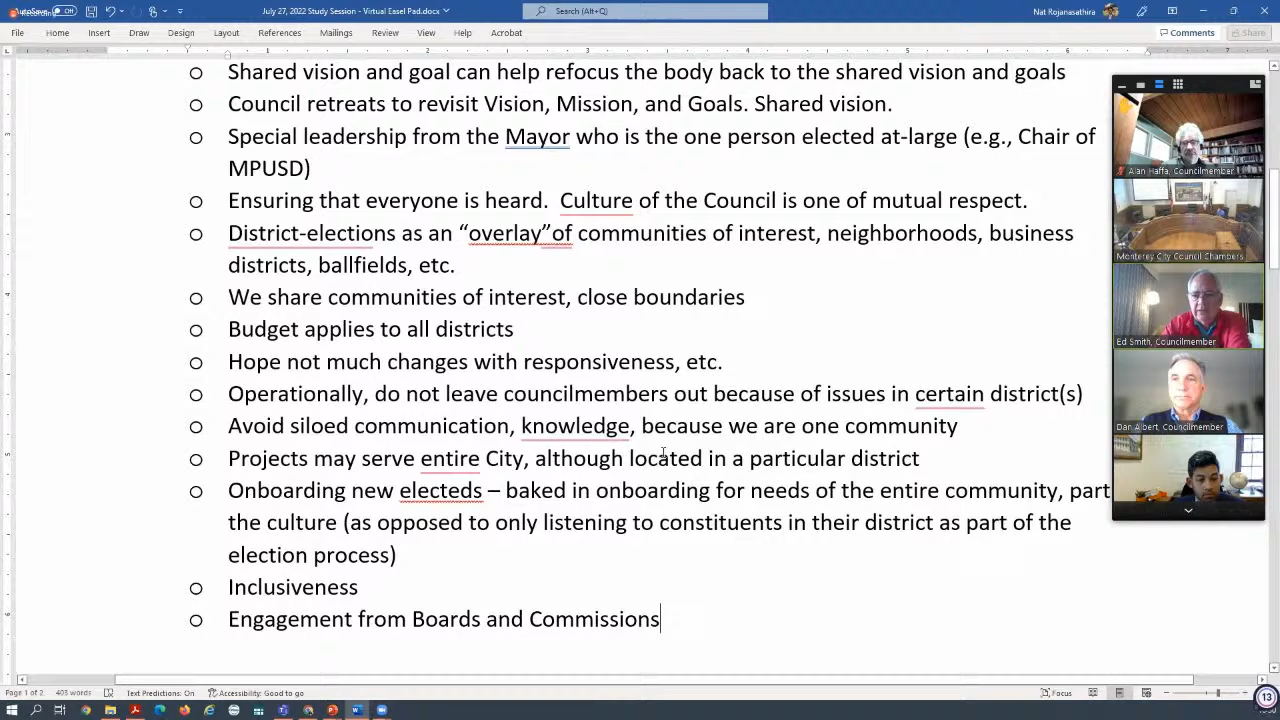 AutoSave Off
July 27, 2022 Study Session - Virtual Easel Pad.docx
Search (Alt+Q)
Nat Rojanasathira
File Home Insert Draw Design Layout References Mailings Review View Help Acrobat
Comments Share
o Shared vision and goal can help refocus the body back to the shared vision and goals
o Council retreats to revisit Vision, Mission, and Goals. Shared vision.
o Special leadership from the Mayor who is the one person elected at-large (e.g., Chair of
MPUSD)
o Ensuring that everyone is heard.  Culture of the Council is one of mutual respect.
o District-elections as an “overlay”of communities of interest, neighborhoods, business
districts, ballfields, etc.
o We share communities of interest, close boundaries
o Budget applies to all districts
o Hope not much changes with responsiveness, etc.
o Operationally, do not leave councilmembers out because of issues in certain district(s)
o Avoid siloed communication, knowledge, because we are one community
o Projects may serve entire City, although located in a particular district
o Onboarding new electeds – baked in onboarding for needs of the entire community, part
the culture (as opposed to only listening to constituents in their district as part of the
election process)
o Inclusiveness
o Engagement from Boards and Commissions
Alan Haffa, Councilmember
Monterey City Council Chambers
Ed Smith, Councilmember
Dan Albert, Councilmember
Page 1 of 2 403 words Text Predictions: On Accessibility: Good to go Focus
13